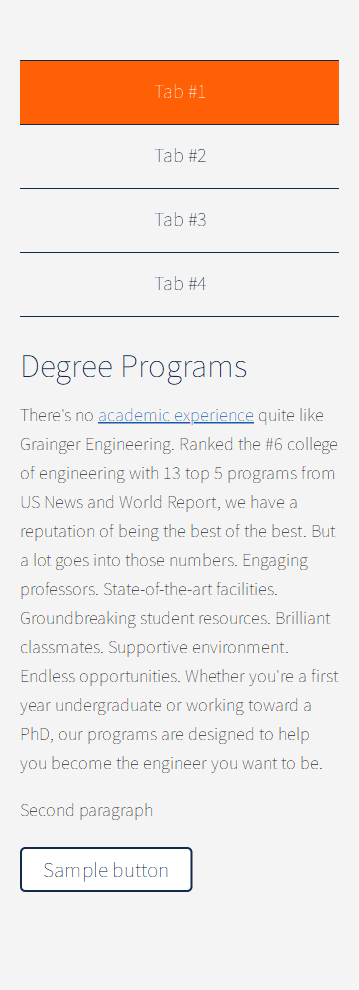 Tab #1
Tab #2
Tab #3
Tab #4
Degree Programs
There's no academic experience quite like
Grainger Engineering. Ranked the #6 college
of engineering with 13 top 5 programs from
US News and World Report, we have a
reputation of being the best of the best. But
a lot goes into those numbers. Engaging
professors. State-of-the-art facilities.
Groundbreaking student resources. Brilliant
classmates. Supportive environment.
Endless opportunities. Whether you're a first
year undergraduate or working toward a
PhD, our programs are designed to help
you become the engineer you want to be.
Second paragraph
Sample button